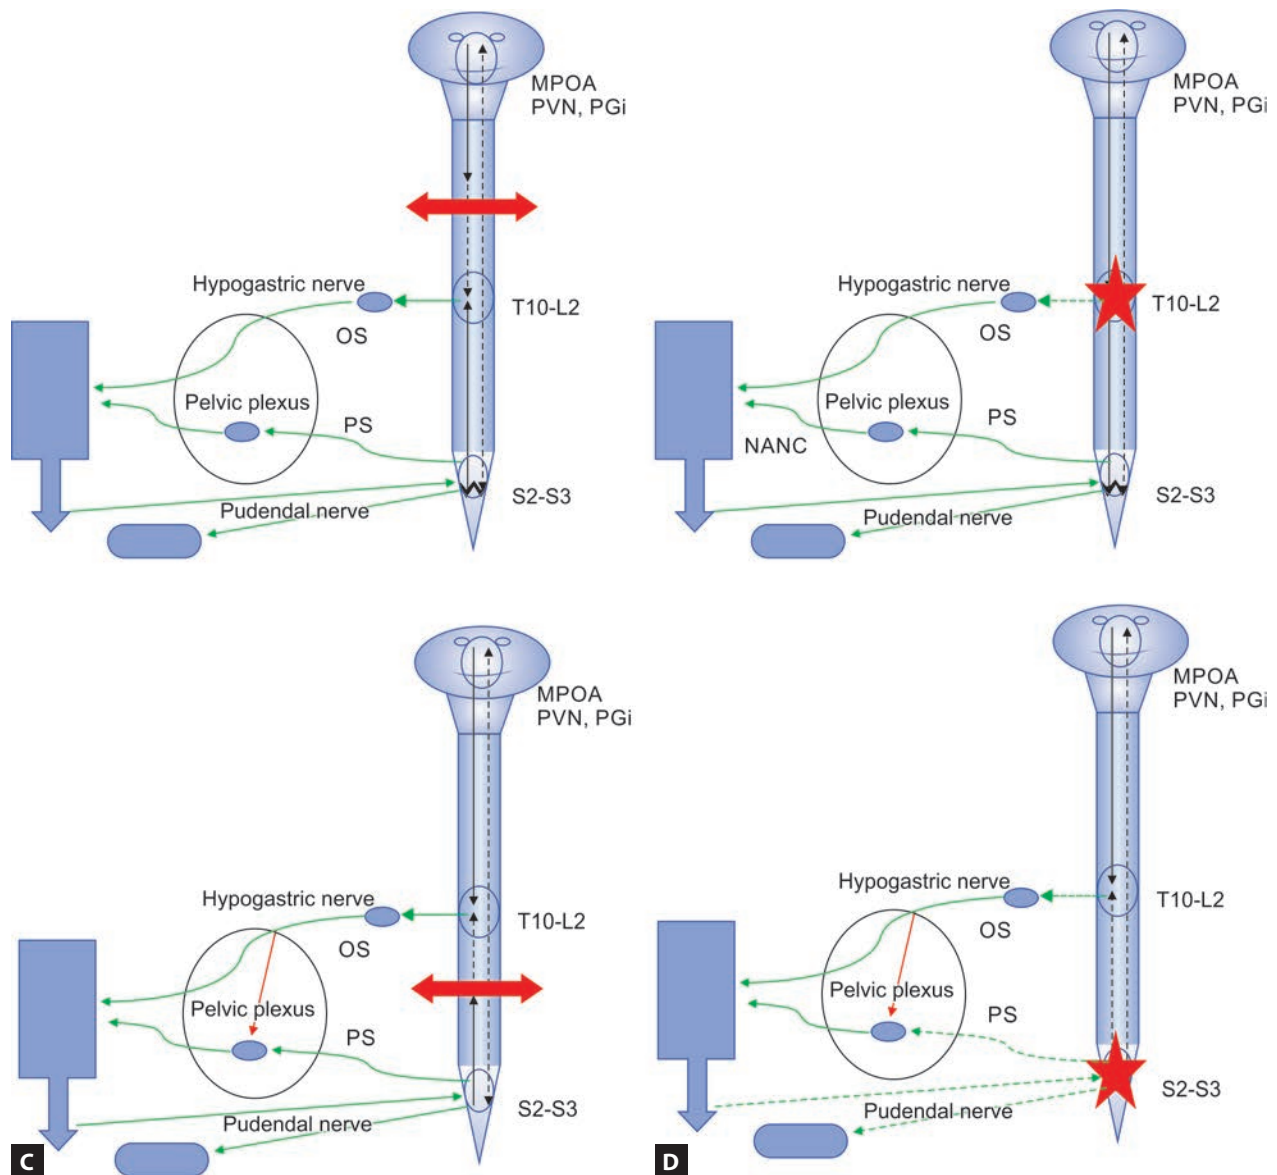 MPOA
PVN, PGi
Hypogastric nerve
T10-L2
OS
Pelvic plexus
PS
S2-S3
Pudendal nerve
MPOA
PVN, PGi
Hypogastric nerve
T10-L2
OS
Pelvic plexus
PS
NANC
S2-S3
Pudendal nerve
MPOA
PVN, PGi
Hypogastric nerve
T10-L2
OS
Pelvic plexus
PS
S2-S3
Pudendal nerve
C
MPOA
PVN, PGi
Hypogastric nerve
T10-L2
OS
Pelvic plexus
PS
S2-S3
Pudendal nerve
D